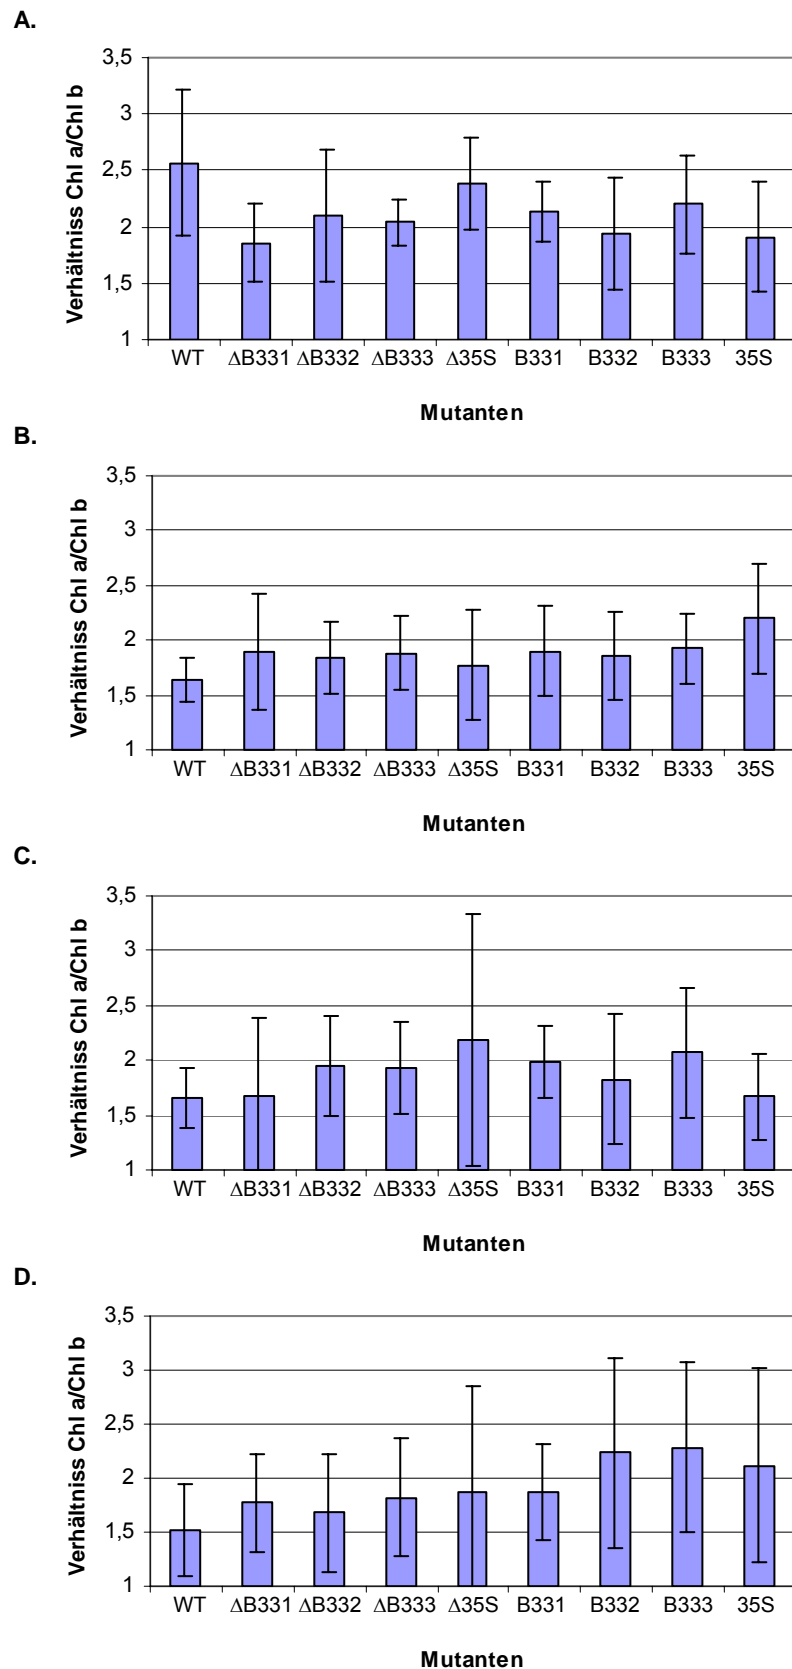 A.
Verhältniss Chl a/Chl b
3,5
3
2,5
2
1,5
1
WT ΔB331 ΔB332 ΔB333 Δ35S B331 B332 B333 35S
Mutanten
B.
Verhältniss Chl a/Chl b
3,5
3
2,5
2
1,5
1
WT ΔB331 ΔB332 ΔB333 Δ35S B331 B332 B333 35S
Mutanten
C.
Verhältniss Chl a/Chl b
3,5
3
2,5
2
1,5
1
WT ΔB331 ΔB332 ΔB333 Δ35S B331 B332 B333 35S
Mutanten
D.
Verhältniss Chl a/Chl b
3,5
3
2,5
2
1,5
1
WT ΔB331 ΔB332 ΔB333 Δ35S B331 B332 B333 35S
Mutanten